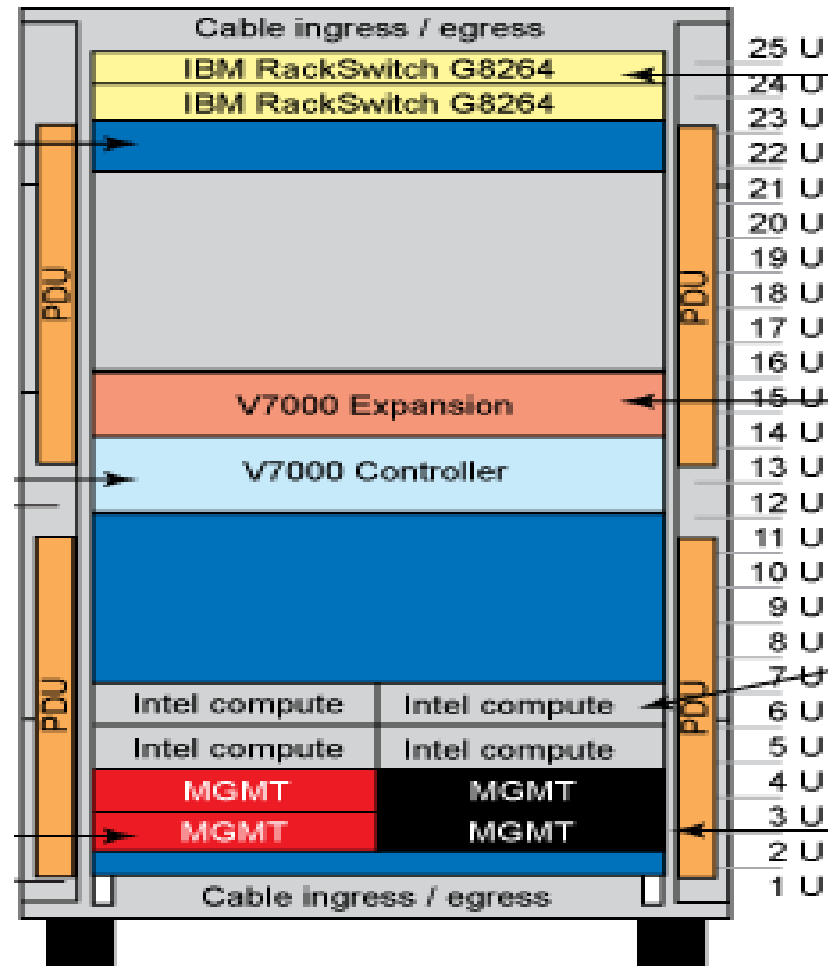 Cable ingress / egress
25 U
IBM RackSwitch G8264
24 U
IBM RackSwitch G8264
23 U
22 U
21 U
20 U
19 U
PDU
PDU
18 U
17 U
16 U
V7000 Expansion
15 U
14 U
V7000 Controller
13 U
12 U
11 U
10 U
9 U
8 U
7 U
Intel compute Intel compute
PDU
PDU
6 U
Intel compute Intel compute
5 U
MGMT MGMT
4 U
MGMT MGMT
3 U
2 U
Cable ingress / egress
1 U